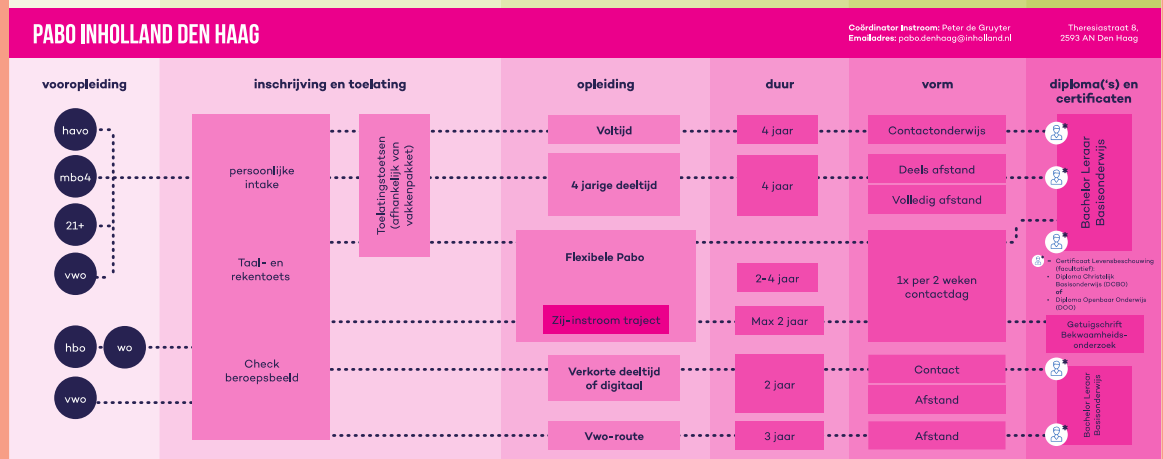 PABO INHOLLAND DEN HAAG
Coördinator Instroom: Peter de Gruyter
Emailadres: pabo.denhaag@inholland.nl
Theresiastraat 8,
2593 AN Den Haag
vooropleiding
inschrijving en toelating
opleiding
duur
vorm
diploma('s) en
certificaten
havo
mbo4
21+
vwo
hbo
wo
vwo
persoonlijke
intake
Taal- en
rekentoets
Check
beroepsbeeld
Toelatingstoetsen
(afhankelijk van
vakkenpakket)
Voltijd
4 jaar
Contactonderwijs
4 jarige deeltijd
4 jaar
Deels afstand
Volledig afstand
Flexibele Pabo
2-4 jaar
1x per 2 weken
contactdag
Zij-instroom traject
Max 2 jaar
Verkorte deeltijd
of digitaal
2 jaar
Contact
Afstand
Vwo-route
3 jaar
Afstand
*
*
Bachelor Leraar
Basisonderwijs
*
* = Certificaat Levensbeschouwing
(facultatief):
• Diploma Christelijk
Basisonderwijs (DCBO)
of
• Diploma Openbaar Onderwijs
(DOO)
Getuigschrift
Bekwaamheids-
onderzoek
*
Bachelor Leraar
Basisonderwijs
*